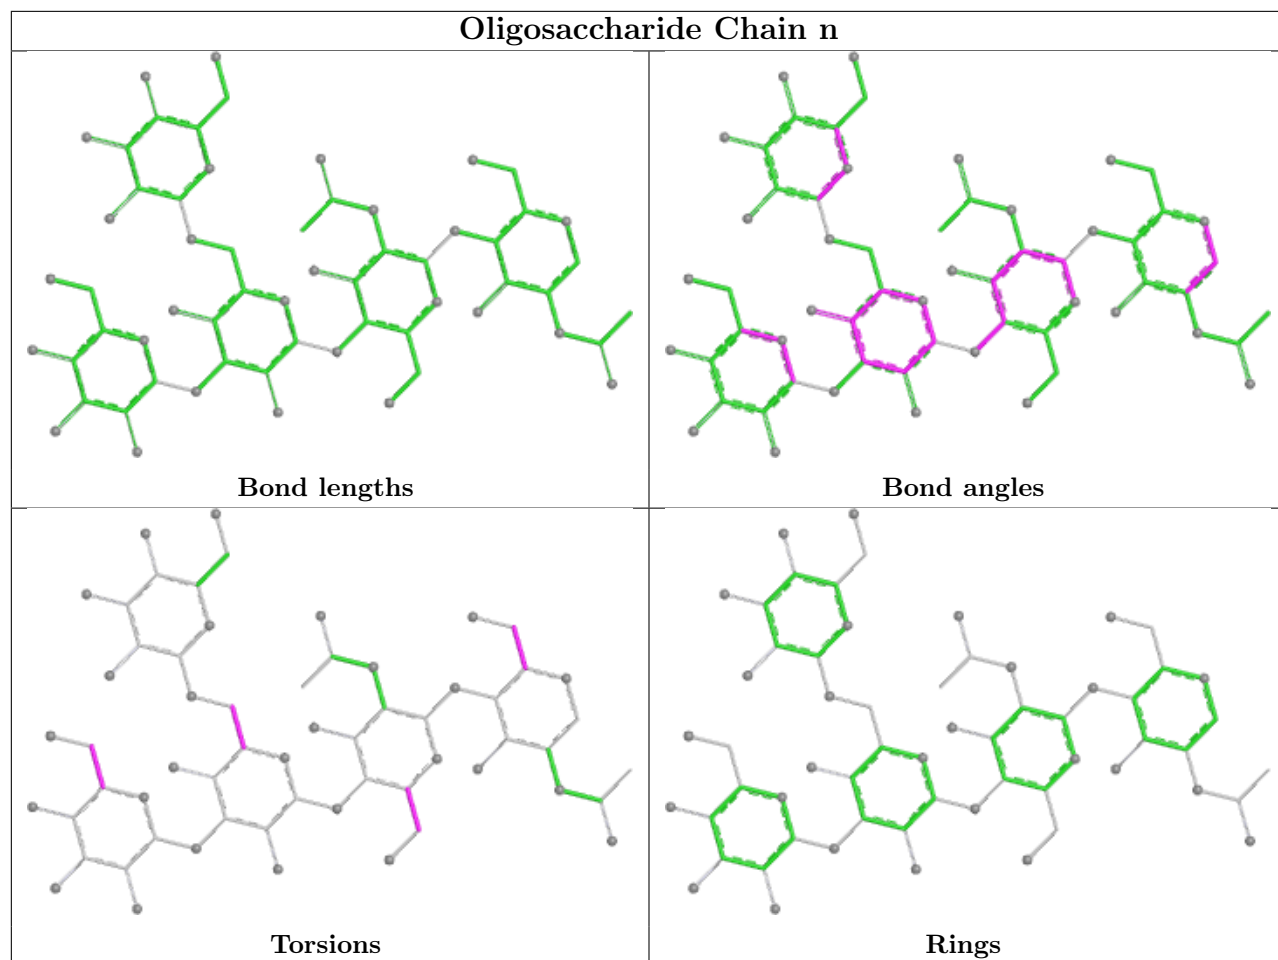 Oligosaccharide Chain n
Bond lengths
Bond angles
Torsions
Rings